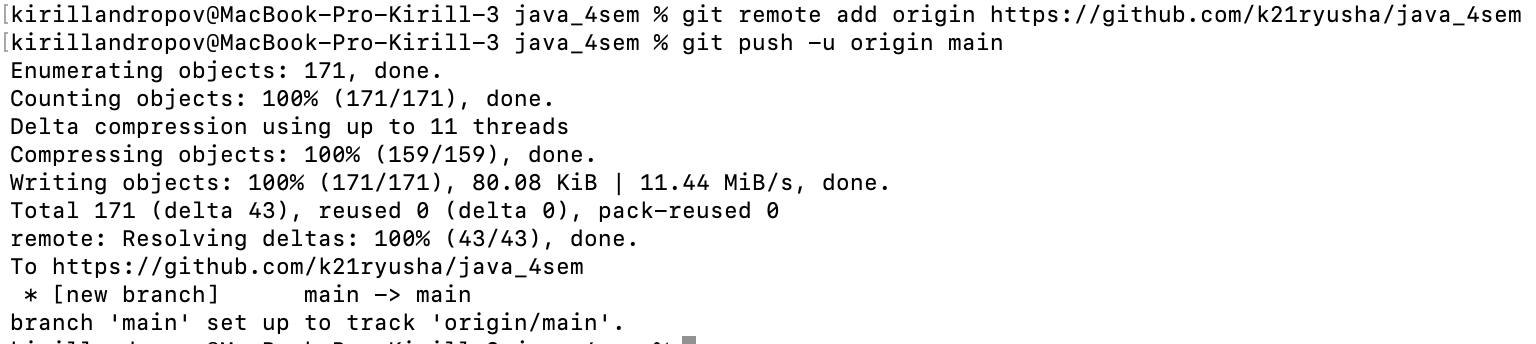 [kirillandropov@MacBook-Pro-Kirill-3 java_4sem % git remote add origin https://github.com/k21ryusha/java_4sem
[kirillandropov@MacBook-Pro-Kirill-3 java_4sem % git push -u origin main
Enumerating objects: 171, done.
Counting objects: 100% (171/171), done.
Delta compression using up to 11 threads
Compressing objects: 100% (159/159), done.
Writing objects: 100% (171/171), 80.08 KiB | 11.44 MiB/s, done.
Total 171 (delta 43), reused 0 (delta 0), pack-reused 0
remote: Resolving deltas: 100% (43/43), done.
To https://github.com/k21ryusha/java_4sem
 * [new branch]      main -> main
branch 'main' set up to track 'origin/main'.